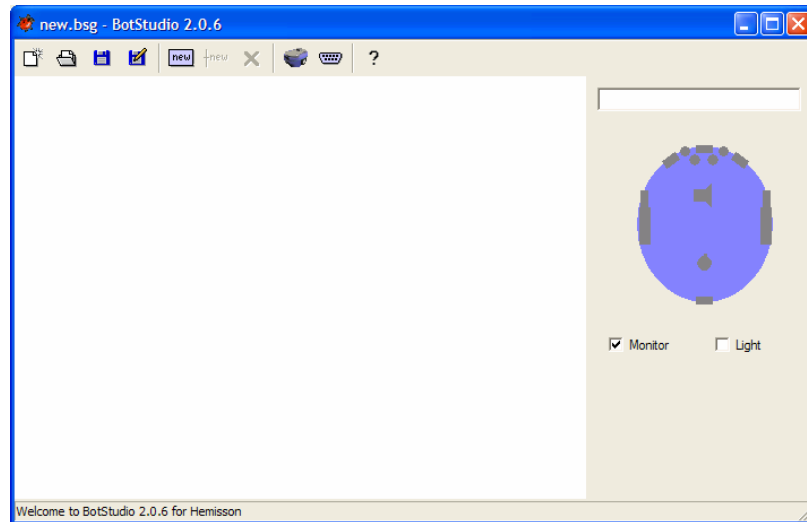 new.bsg - BotStudio 2.0.6
new new ?
Monitor Light
Welcome to BotStudio 2.0.6 for Hemisson